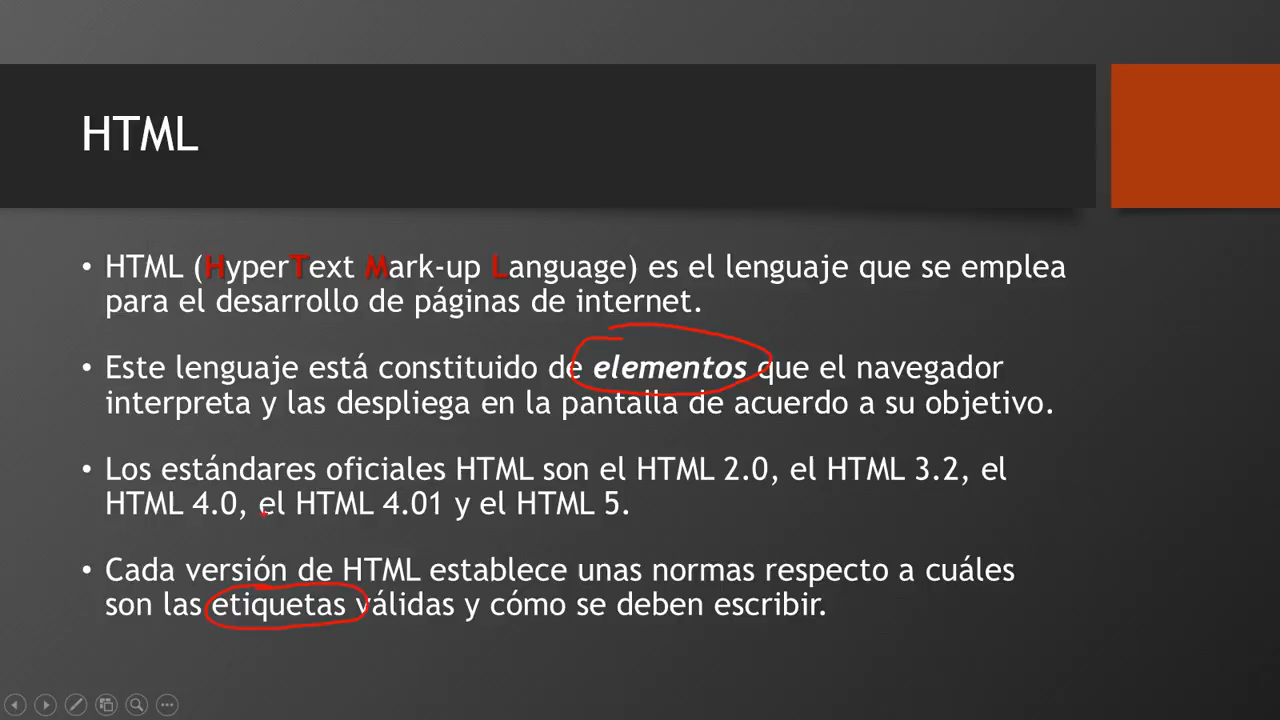 HTML
• HTML (HyperText Mark-up Language) es el lenguaje que se emplea
para el desarrollo de páginas de internet.
• Este lenguaje está constituido de elementos que el navegador
interpreta y las despliega en la pantalla de acuerdo a su objetivo.
• Los estándares oficiales HTML son el HTML 2.0, el HTML 3.2, el
HTML 4.0, el HTML 4.01 y el HTML 5.
• Cada versión de HTML establece unas normas respecto a cuáles
son las etiquetas válidas y cómo se deben escribir.